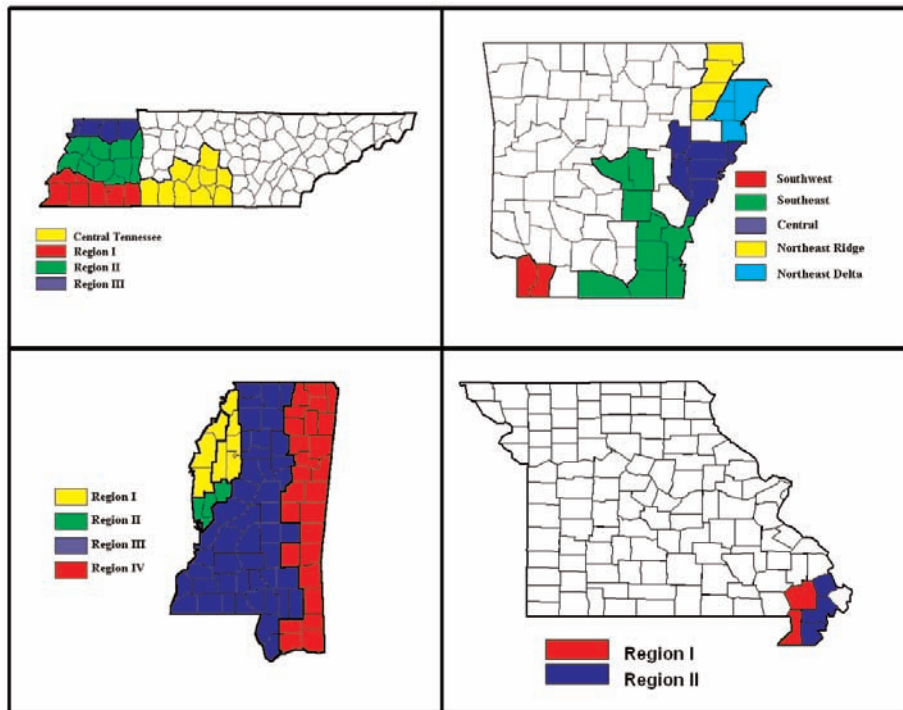 Central Tennessee
Region I
Region II
Region III
Southwest
Southeast
Central
Northeast Ridge
Northeast Delta
Region I
Region II
Region III
Region IV
Region I
Region II